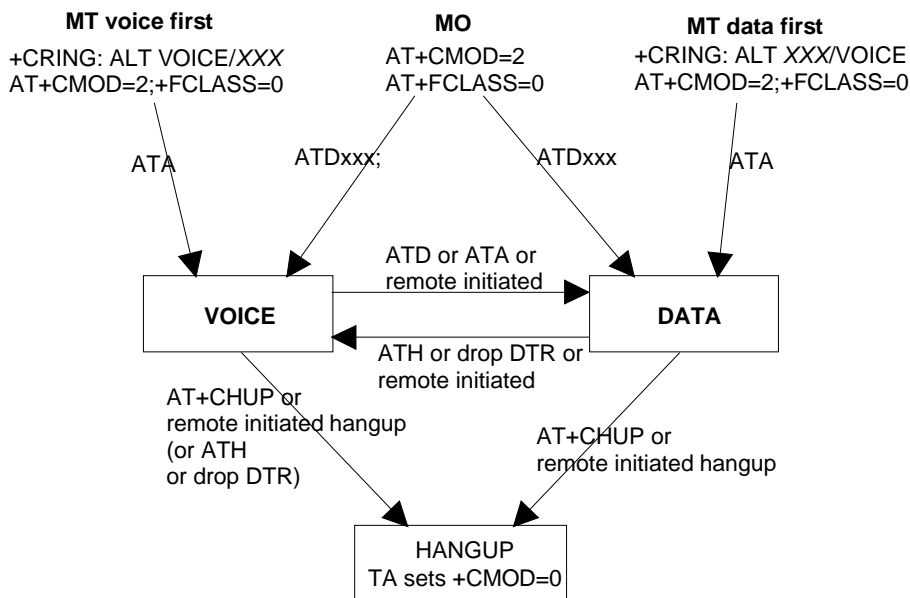 MT voice first
+CRING: ALT VOICE/XXX
AT+CMOD=2;+FCLASS=0
MO
AT+CMOD=2
AT+FCLASS=0
MT data first
+CRING: ALT XXX/VOICE
AT+CMOD=2;+FCLASS=0
ATA
ATDxxx;
ATDxxx
ATA
ATD or ATA or
remote initiated
VOICE
DATA
ATH or drop DTR or
remote initiated
AT+CHUP or
remote initiated hangup
(or ATH
or drop DTR)
AT+CHUP or
remote initiated hangup
HANGUP
TA sets +CMOD=0